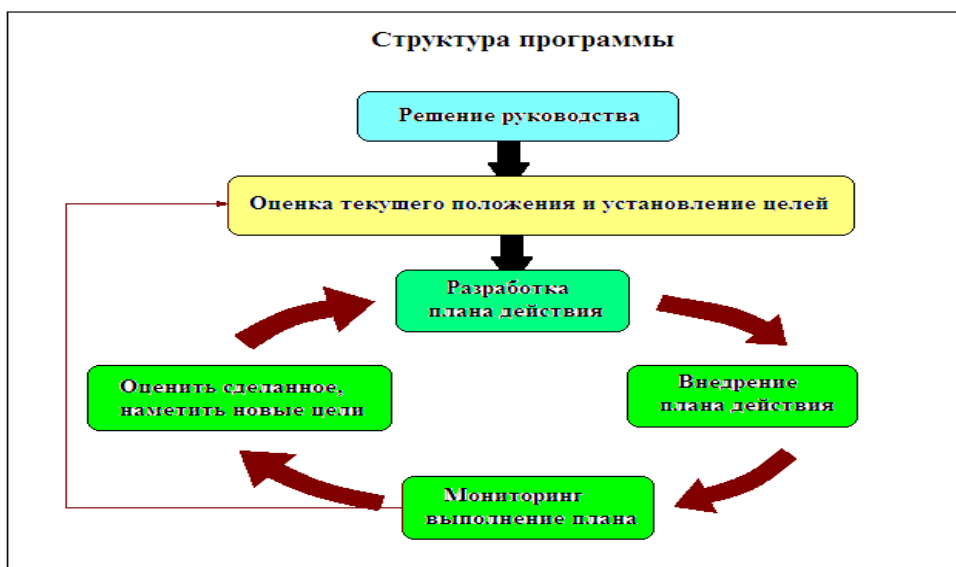 Структура программы
Решение руководства
Оценка текущего положения и установление целей
Разработка
плана действия
Оценить сделанное,
наметить новые цели
Внедрение
плана действия
Мониторинг
выполнение плана